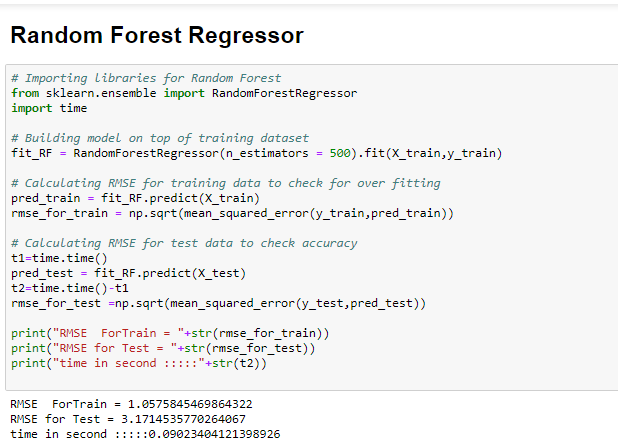 Random Forest Regressor
# Importing libraries for Random Forest
from sklearn.ensemble import RandomForestRegressor
import time
# Building model on top of training dataset
fit_RF = RandomForestRegressor(n_estimators = 500).fit(X_train,y_train)
# Calculating RMSE for training data to check for over fitting
pred_train = fit_RF.predict(X_train)
rmse_for_train = np.sqrt(mean_squared_error(y_train,pred_train))
# Calculating RMSE for test data to check accuracy
t1=time.time()
pred_test = fit_RF.predict(X_test)
t2=time.time()-t1
rmse_for_test =np.sqrt(mean_squared_error(y_test,pred_test))
print("RMSE  ForTrain = "+str(rmse_for_train))
print("RMSE for Test = "+str(rmse_for_test))
print("time in second :::::"+str(t2))
RMSE  ForTrain = 1.0575845469864322
RMSE for Test = 3.1714535770264067
time in second :::::0.09023404121398926